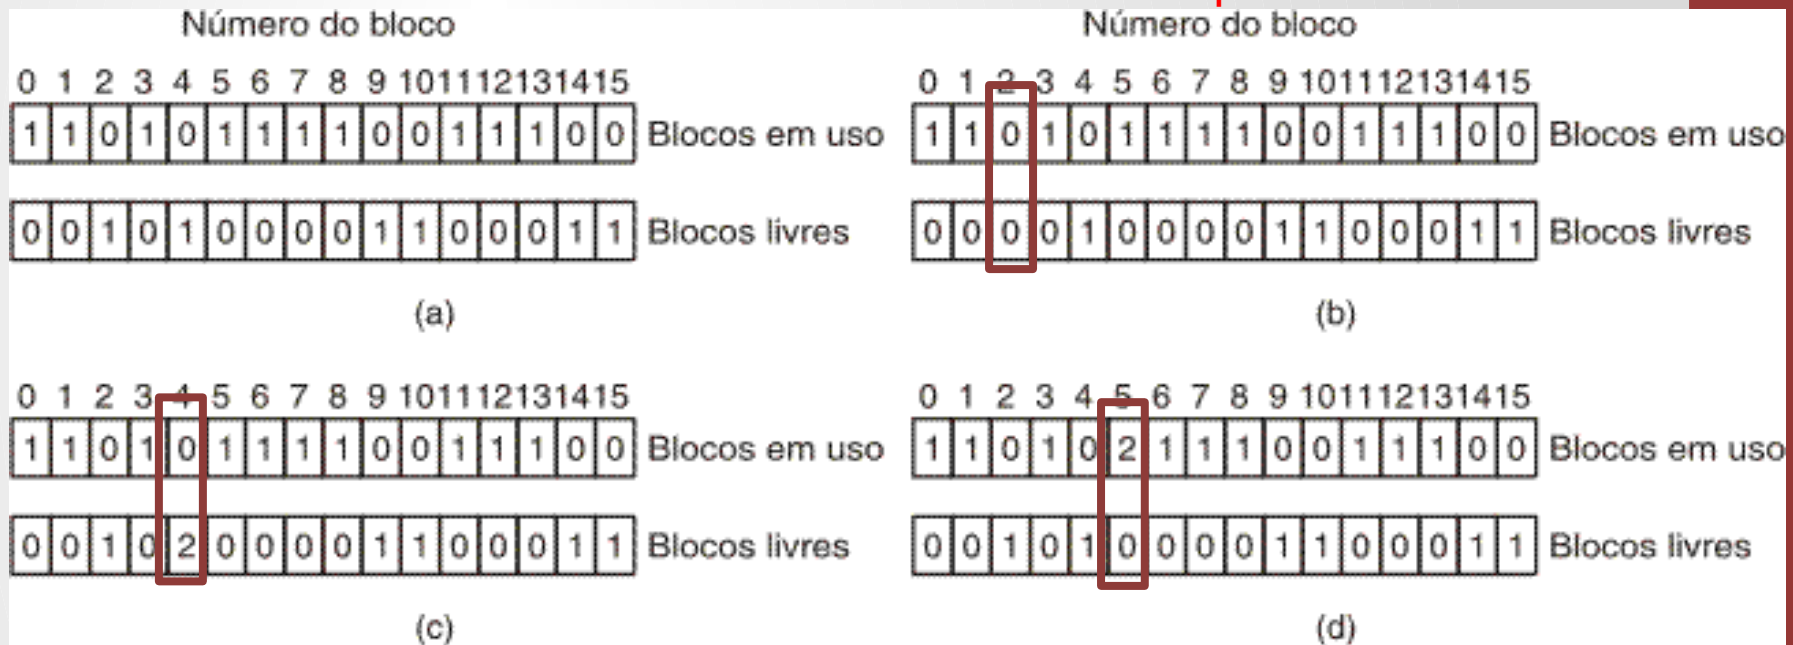 Número do bloco
0 1 2 3 4 5 6 7 8 9 10 11 12 13 14 15
1 1 0 1 0 1 1 1 1 0 0 1 1 1 0 0 Blocos em uso
0 0 1 0 1 0 0 0 0 1 1 0 0 0 1 1 Blocos livres
(a)
Número do bloco
0 1 2 3 4 5 6 7 8 9 10 11 12 13 14 15
1 1 0 1 0 1 1 1 1 0 0 1 1 1 0 0 Blocos em uso
0 0 0 0 1 0 0 0 0 1 1 0 0 0 1 1 Blocos livres
(b)
0 1 2 3 4 5 6 7 8 9 10 11 12 13 14 15
1 1 0 1 0 1 1 1 1 0 0 1 1 1 0 0 Blocos em uso
0 0 1 0 2 0 0 0 0 1 1 0 0 0 1 1 Blocos livres
(c)
0 1 2 3 4 5 6 7 8 9 10 11 12 13 14 15
1 1 0 1 0 2 1 1 1 0 0 1 1 1 0 0 Blocos em uso
0 0 1 0 1 0 0 0 0 1 1 0 0 0 1 1 Blocos livres
(d)